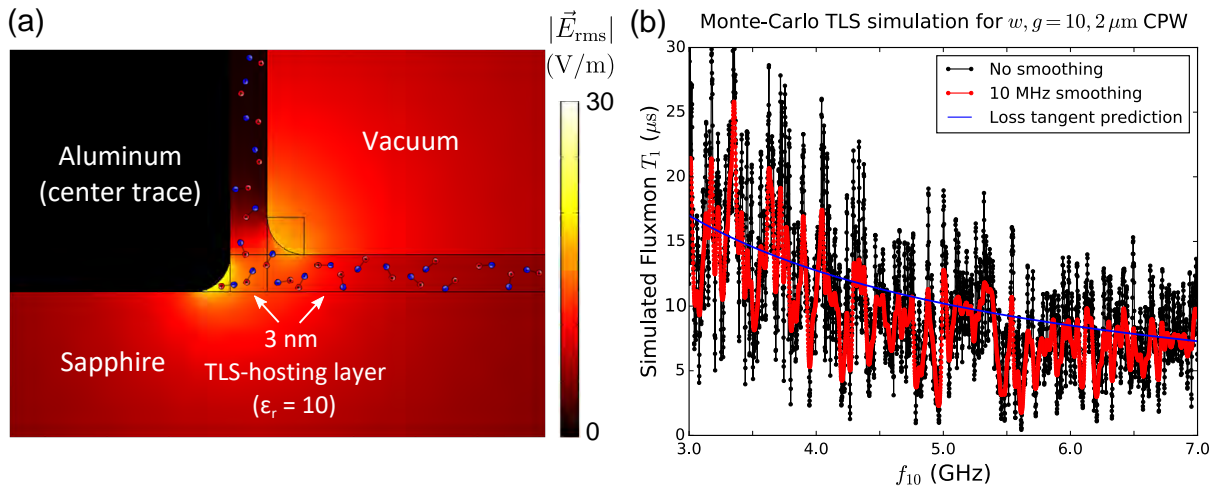 (a)
|E⃗rms|
(V/m)
30
0
Aluminum
(center trace)
Vacuum
3 nm
TLS-hosting layer
(εr = 10)
Sapphire
(b)
Monte-Carlo TLS simulation for w, g = 10, 2 μm CPW
No smoothing
10 MHz smoothing
Loss tangent prediction
Simulated Fluxmon T1 (μs)
30
25
20
15
10
5
0
3.0 4.0 5.0 6.0 7.0
f10 (GHz)